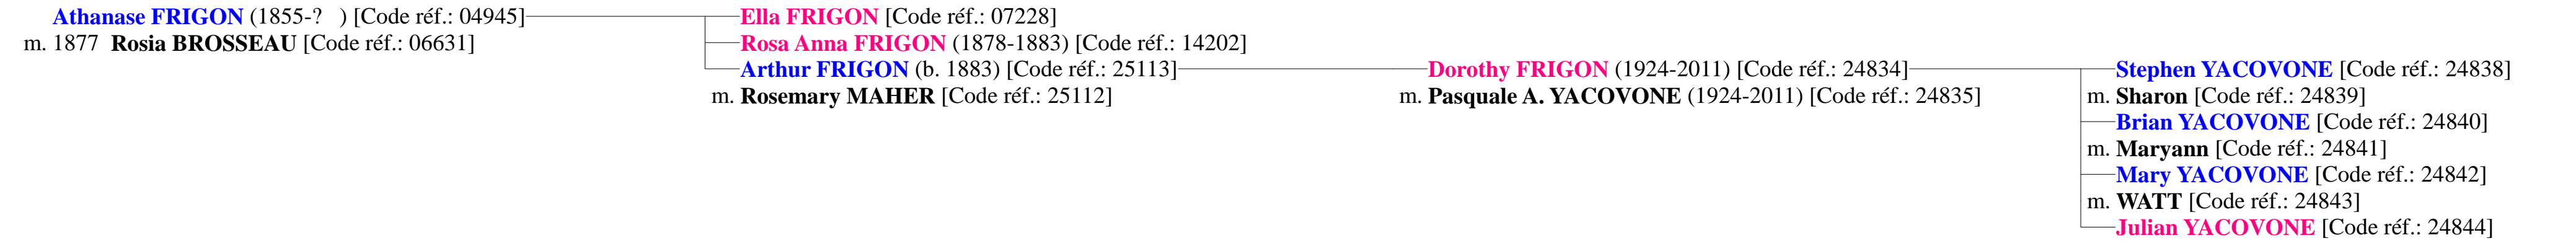 Athanase FRIGON (1855-?   ) [Code réf.: 04945]
m. 1877  Rosia BROSSEAU [Code réf.: 06631]
Ella FRIGON [Code réf.: 07228]
Rosa Anna FRIGON (1878-1883) [Code réf.: 14202]
Arthur FRIGON (b. 1883) [Code réf.: 25113]
m. Rosemary MAHER [Code réf.: 25112]
Dorothy FRIGON (1924-2011) [Code réf.: 24834]
m. Pasquale A. YACOVONE (1924-2011) [Code réf.: 24835]
Stephen YACOVONE [Code réf.: 24838]
m. Sharon [Code réf.: 24839]
Brian YACOVONE [Code réf.: 24840]
m. Maryann [Code réf.: 24841]
Mary YACOVONE [Code réf.: 24842]
m. WATT [Code réf.: 24843]
Julian YACOVONE [Code réf.: 24844]